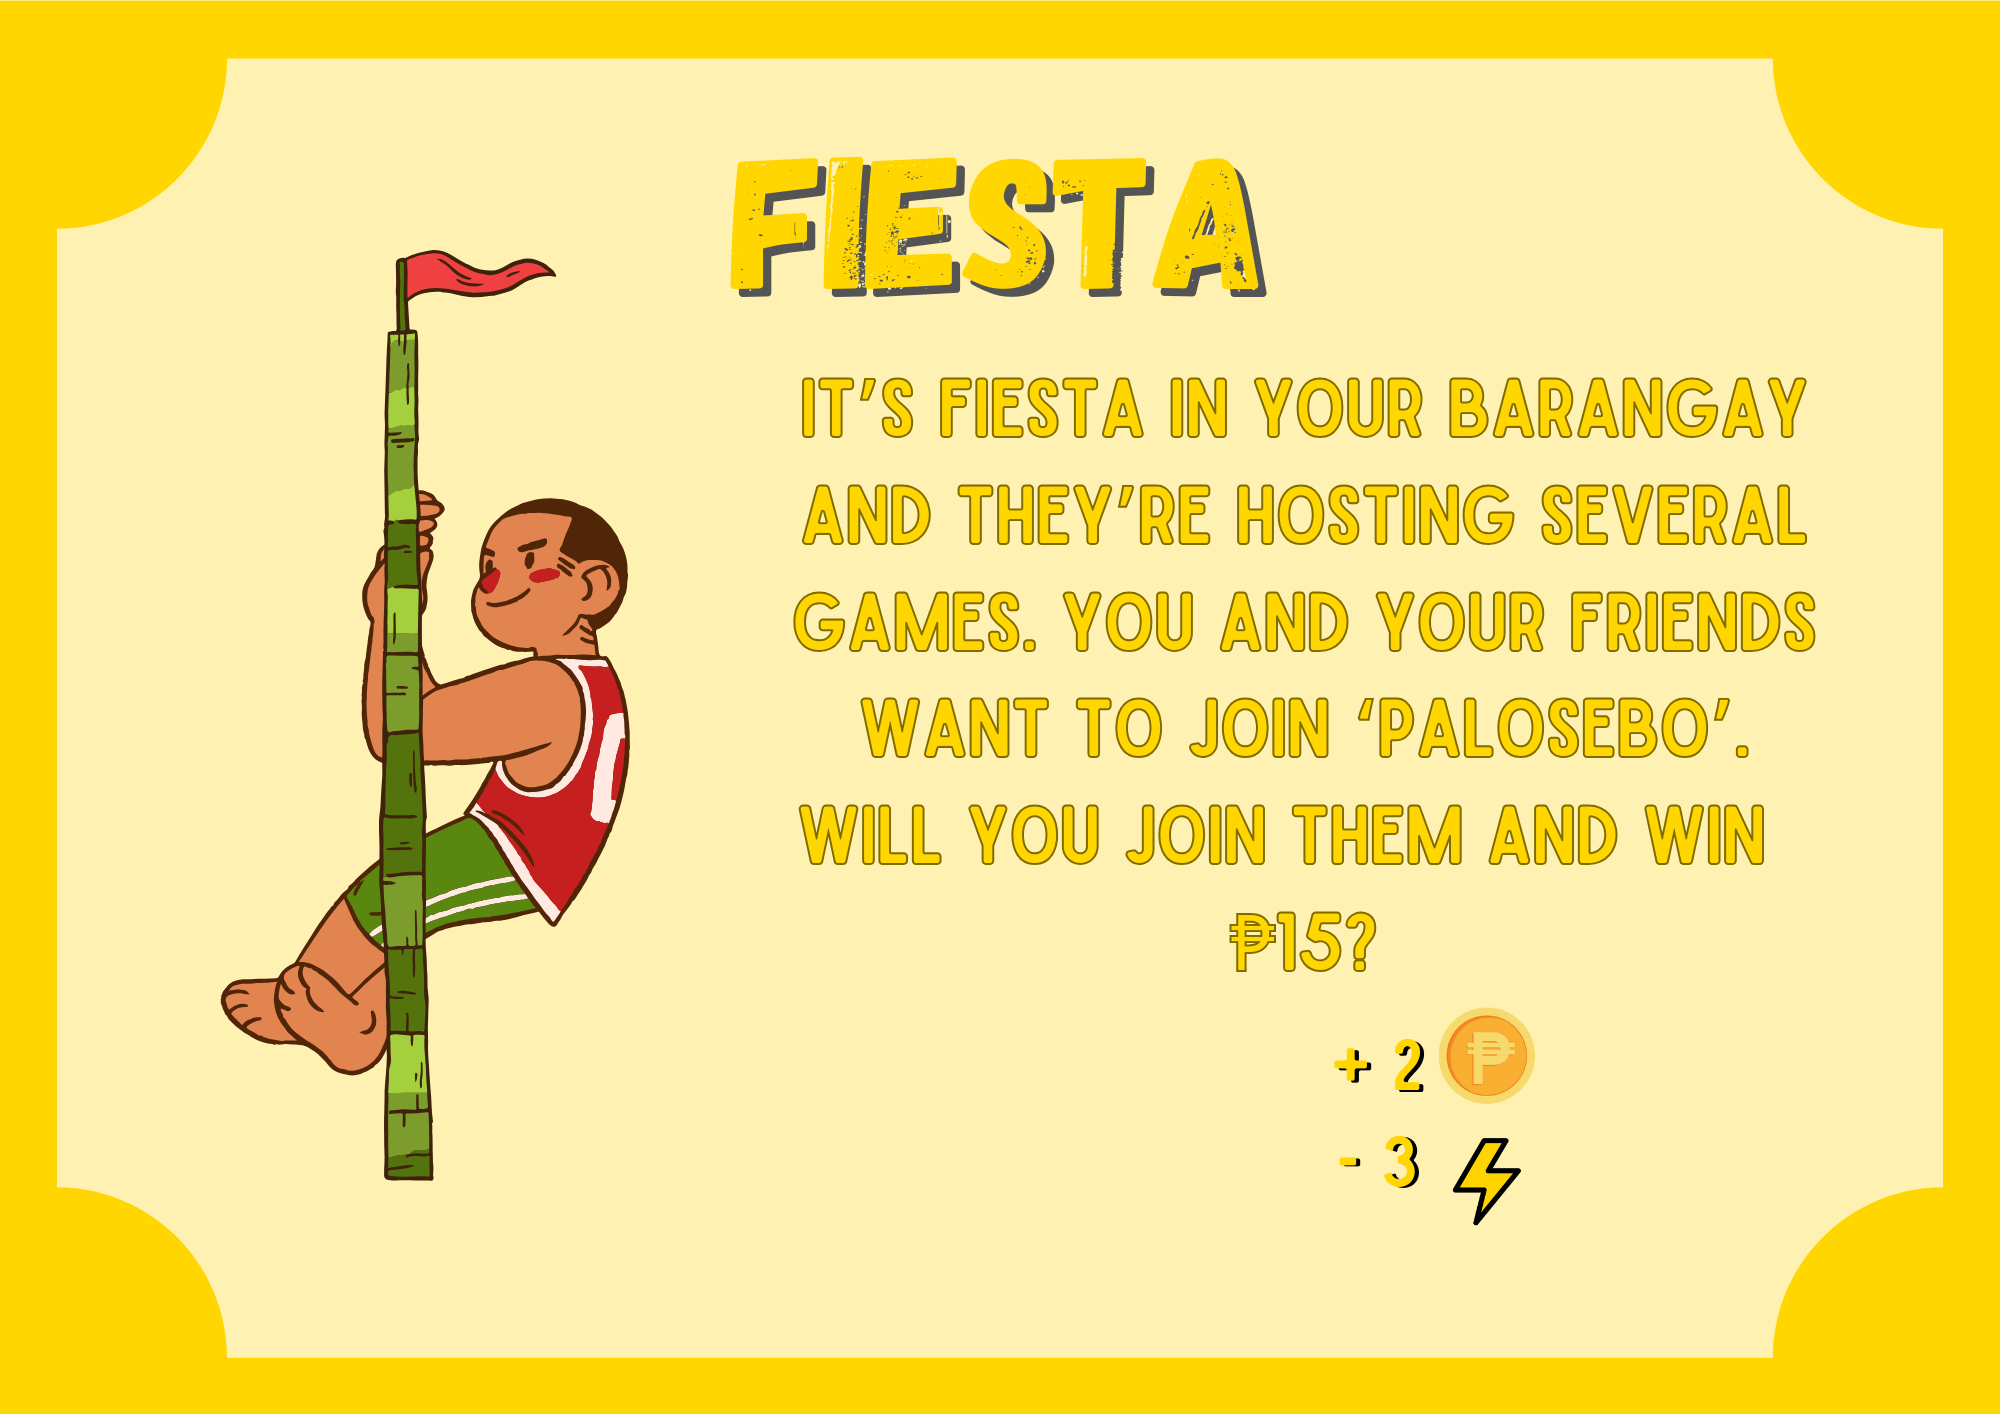 FIESTA
IT'S FIESTA IN YOUR BARANGAY
AND THEY'RE HOSTING SEVERAL
GAMES. YOU AND YOUR FRIENDS
WANT TO JOIN ‘PALOSEBO’.
WILL YOU JOIN THEM AND WIN
₱15?
+ 2 ₱
- 3